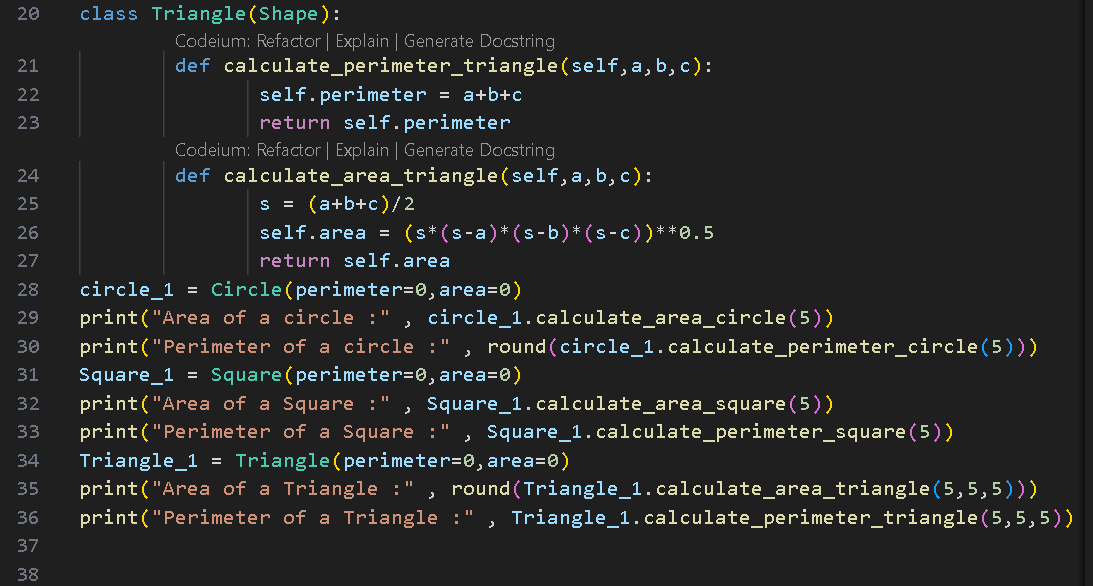 20 class Triangle(Shape):
Codeium: Refactor | Explain | Generate Docstring
21 def calculate_perimeter_triangle(self,a,b,c):
22 self.perimeter = a+b+c
23 return self.perimeter
Codeium: Refactor | Explain | Generate Docstring
24 def calculate_area_triangle(self,a,b,c):
25 s = (a+b+c)/2
26 self.area = (s*(s-a)*(s-b)*(s-c))**0.5
27 return self.area
28 circle_1 = Circle(perimeter=0,area=0)
29 print("Area of a circle :" , circle_1.calculate_area_circle(5))
30 print("Perimeter of a circle :" , round(circle_1.calculate_perimeter_circle(5)))
31 Square_1 = Square(perimeter=0,area=0)
32 print("Area of a Square :" , Square_1.calculate_area_square(5))
33 print("Perimeter of a Square :" , Square_1.calculate_perimeter_square(5))
34 Triangle_1 = Triangle(perimeter=0,area=0)
35 print("Area of a Triangle :" , round(Triangle_1.calculate_area_triangle(5,5,5)))
36 print("Perimeter of a Triangle :" , Triangle_1.calculate_perimeter_triangle(5,5,5))
37
38